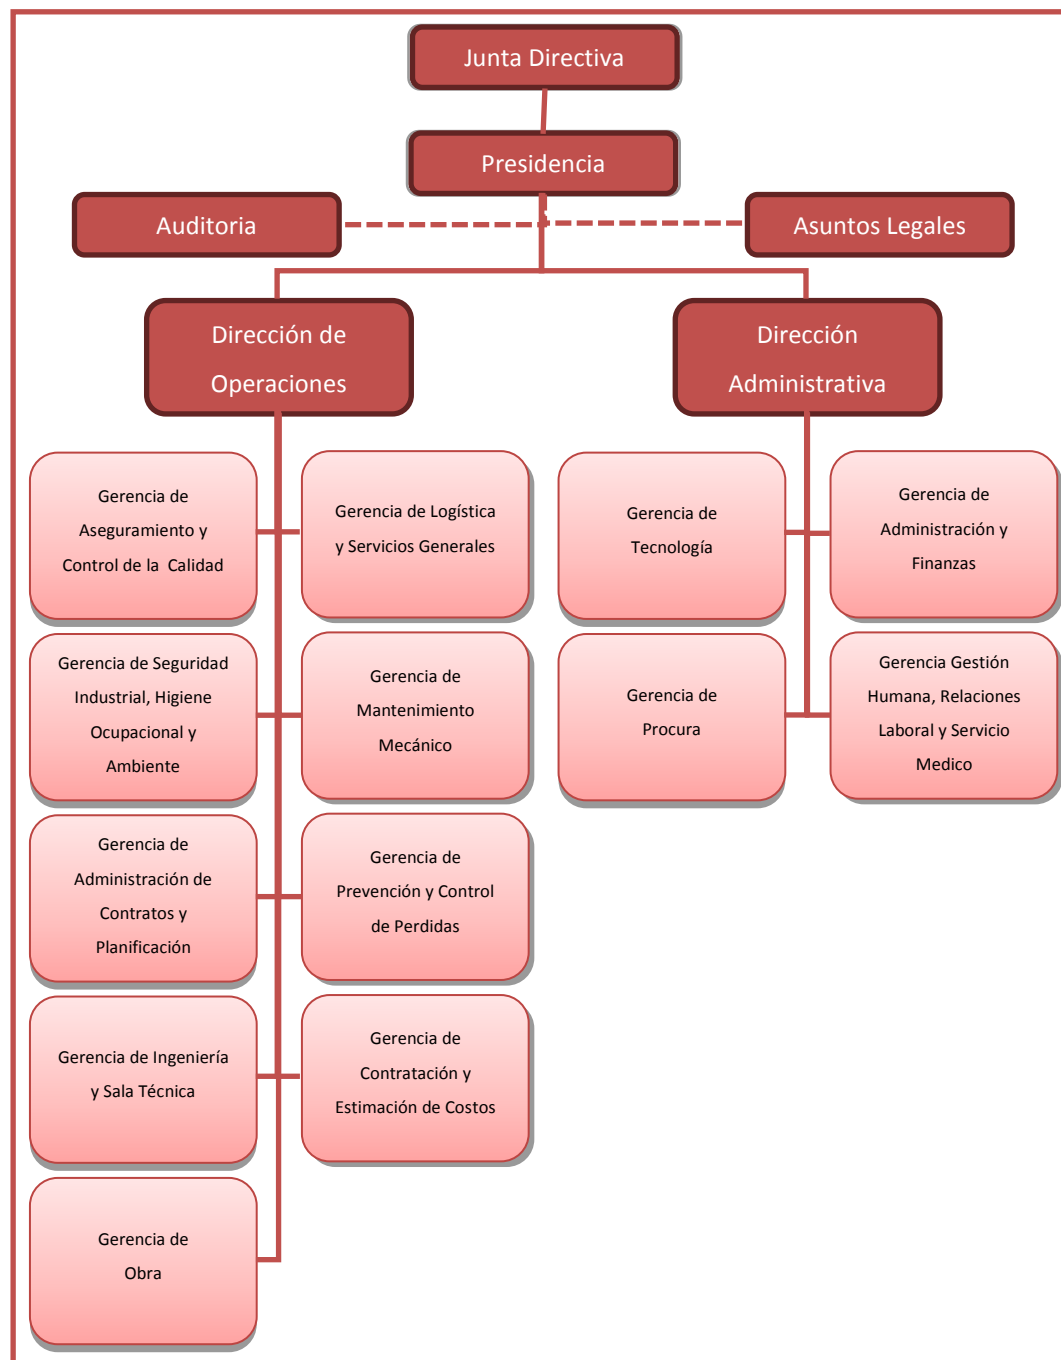 Junta Directiva
Presidencia
Auditoria
Asuntos Legales
Dirección de
Operaciones
Dirección
Administrativa
Gerencia de
Aseguramiento y
Control de la  Calidad
Gerencia de Logística
y Servicios Generales
Gerencia de
Tecnología
Gerencia de
Administración y
Finanzas
Gerencia de Seguridad
Industrial, Higiene
Ocupacional y
Ambiente
Gerencia de
Mantenimiento
Mecánico
Gerencia de
Procura
Gerencia Gestión
Humana, Relaciones
Laboral y Servicio
Medico
Gerencia de
Administración de
Contratos y
Planificación
Gerencia de
Prevención y Control
de Perdidas
Gerencia de Ingeniería
y Sala Técnica
Gerencia de
Contratación y
Estimación de Costos
Gerencia de
Obra